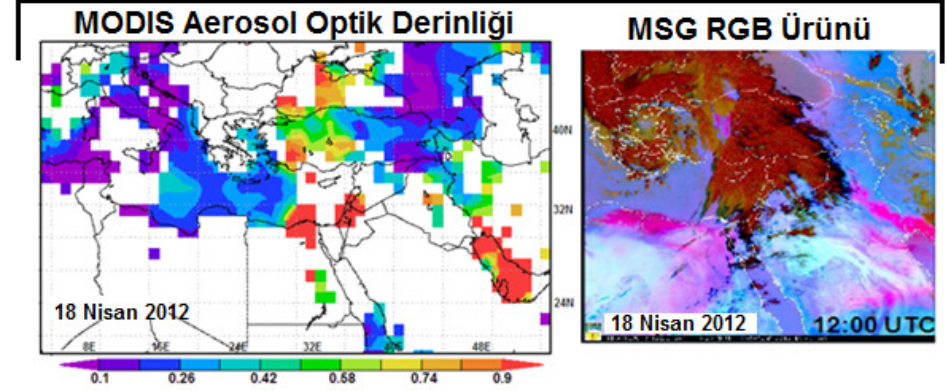 MODIS Aerosol Optik Derinliği
MSG RGB Ürünü
40N
32N
24N
18 Nisan 2012
8E 16E 24E 32E 40E 48E
0.1 0.26 0.42 0.58 0.74 0.9
18 Nisan 2012
12:00 UTC